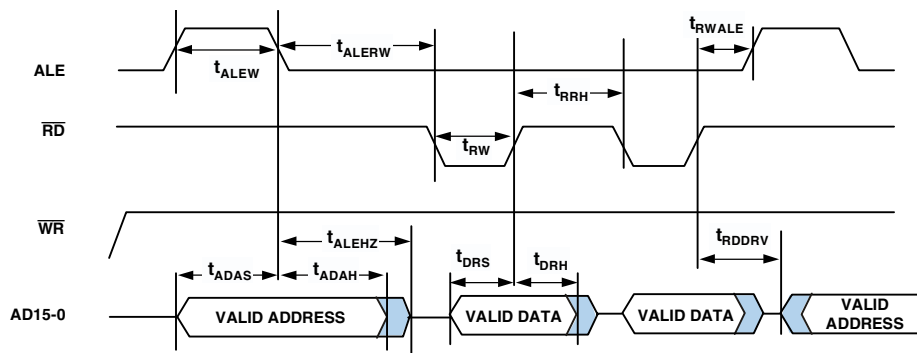 ALE
tALEW
tALERW
tRWALE
tRRH
RD
tRW
WR
tALEHZ
tRDDRV
tADAS
tADAH
tDRS
tDRH
AD15-0
VALID ADDRESS
VALID DATA
VALID DATA
VALID
ADDRESS